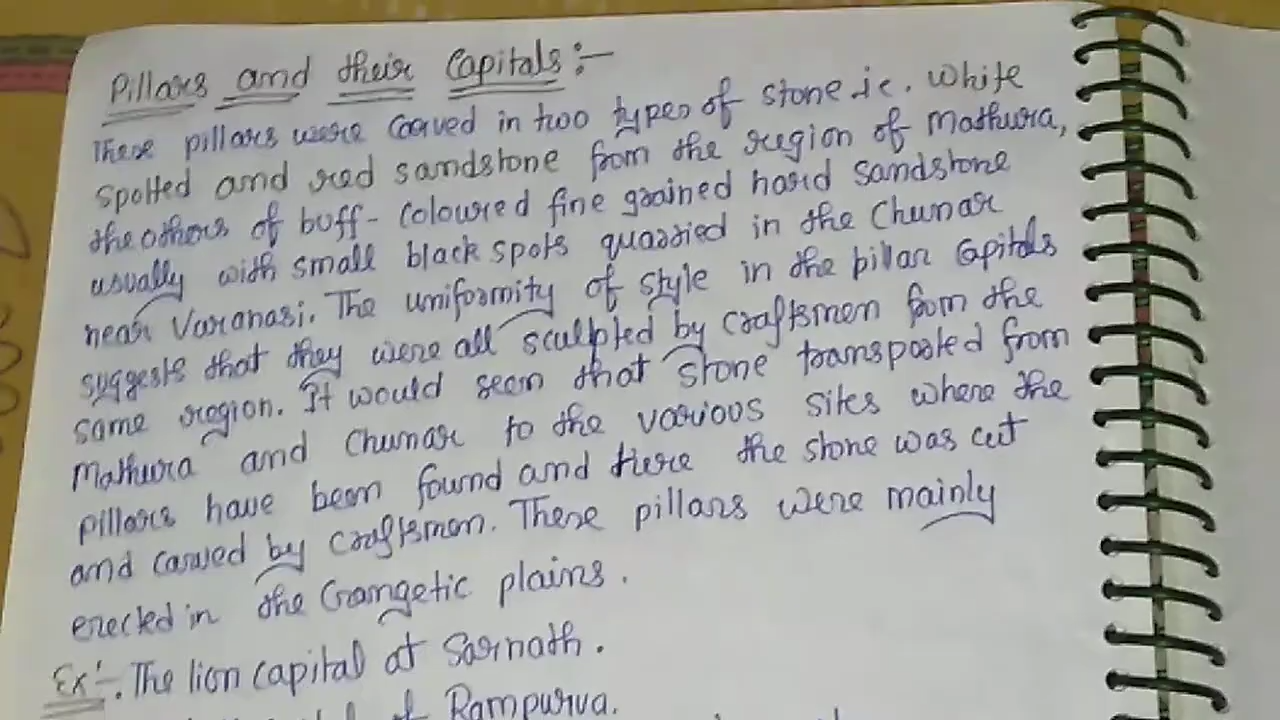 Pillars and their Capitals:-
These pillars were carved in two types of stone ie. White
spotted and red sandstone from the region of Mathura,
the others of buff-coloured fine grained hard sandstone
usually with small black spots quarried in the Chunar
near Varanasi. The uniformity of style in the pillar Capitals
suggests that they were all sculpted by craftsmen from the
same region. It would seem that stone transported from
Mathura and Chunar to the various sites where the
pillars have been found and here the stone was cut
and carved by craftsmen. These pillars were mainly
erected in the Gangetic plains.
Ex:-. The lion capital at Sarnath.
of Rampurva.